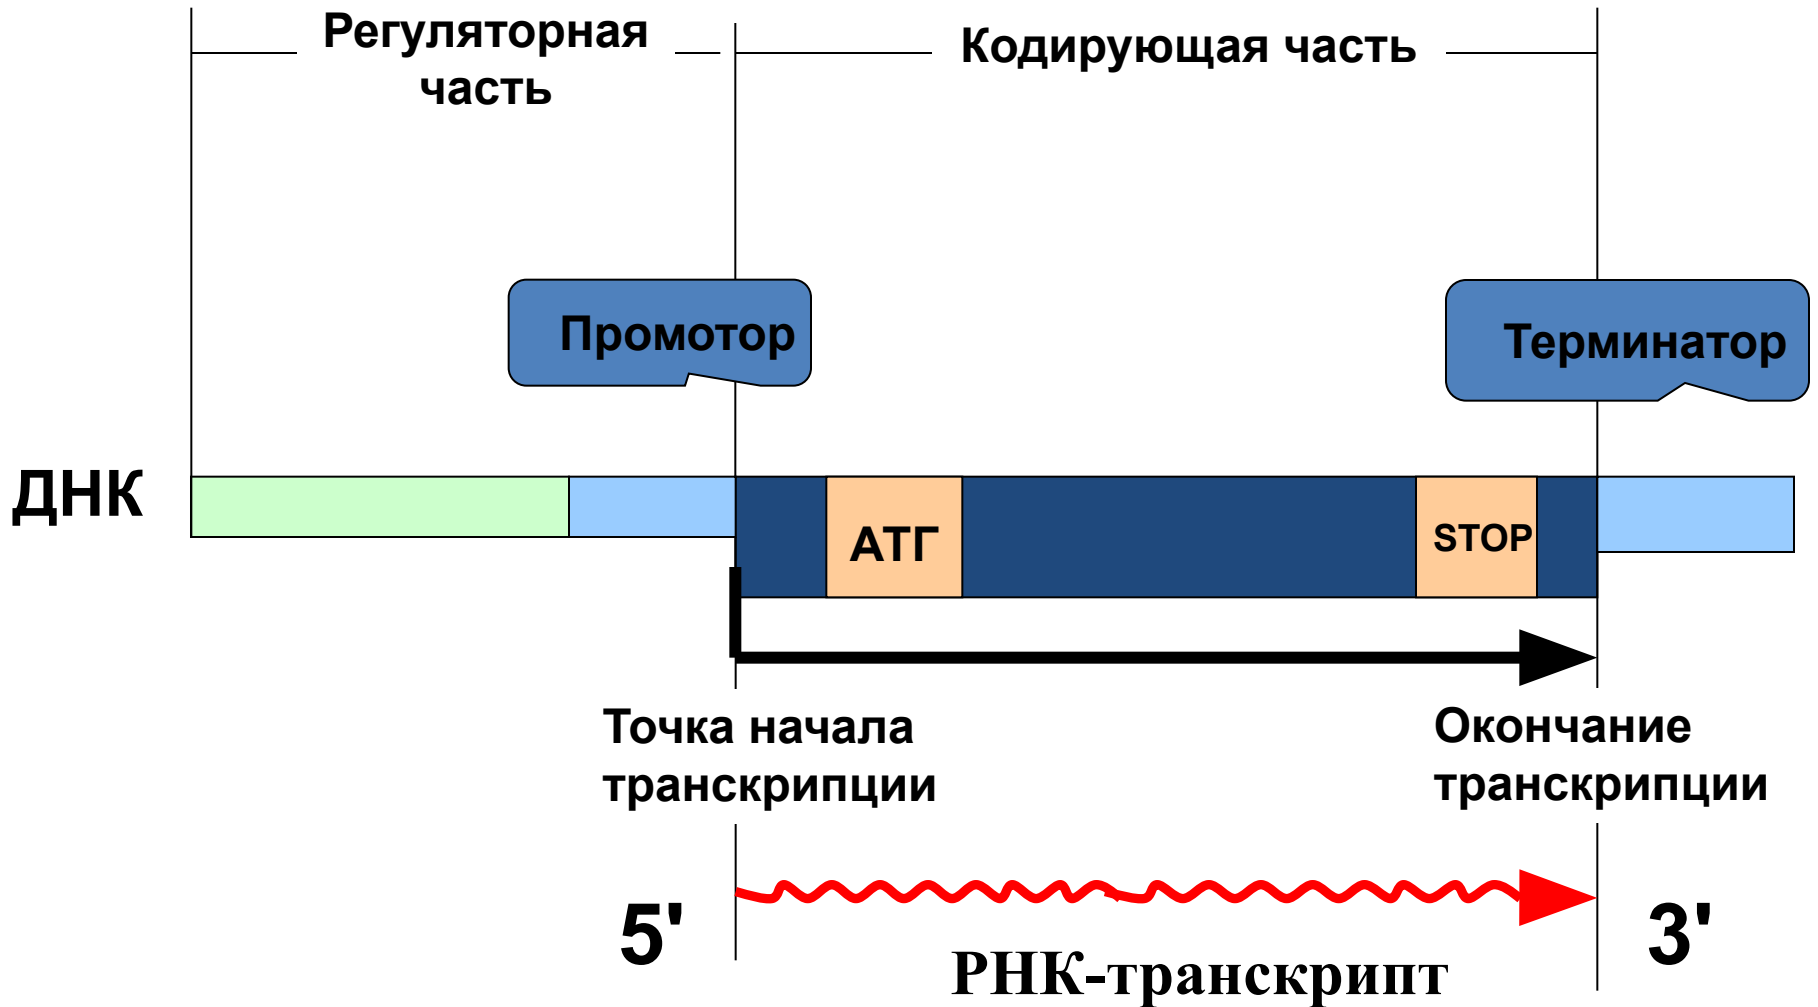 Регуляторная
часть
Кодирующая часть
Промотор
Терминатор
ДНК
АТГ
STOP
Точка начала
транскрипции
Окончание
транскрипции
5'
3'
РНК-транскрипт